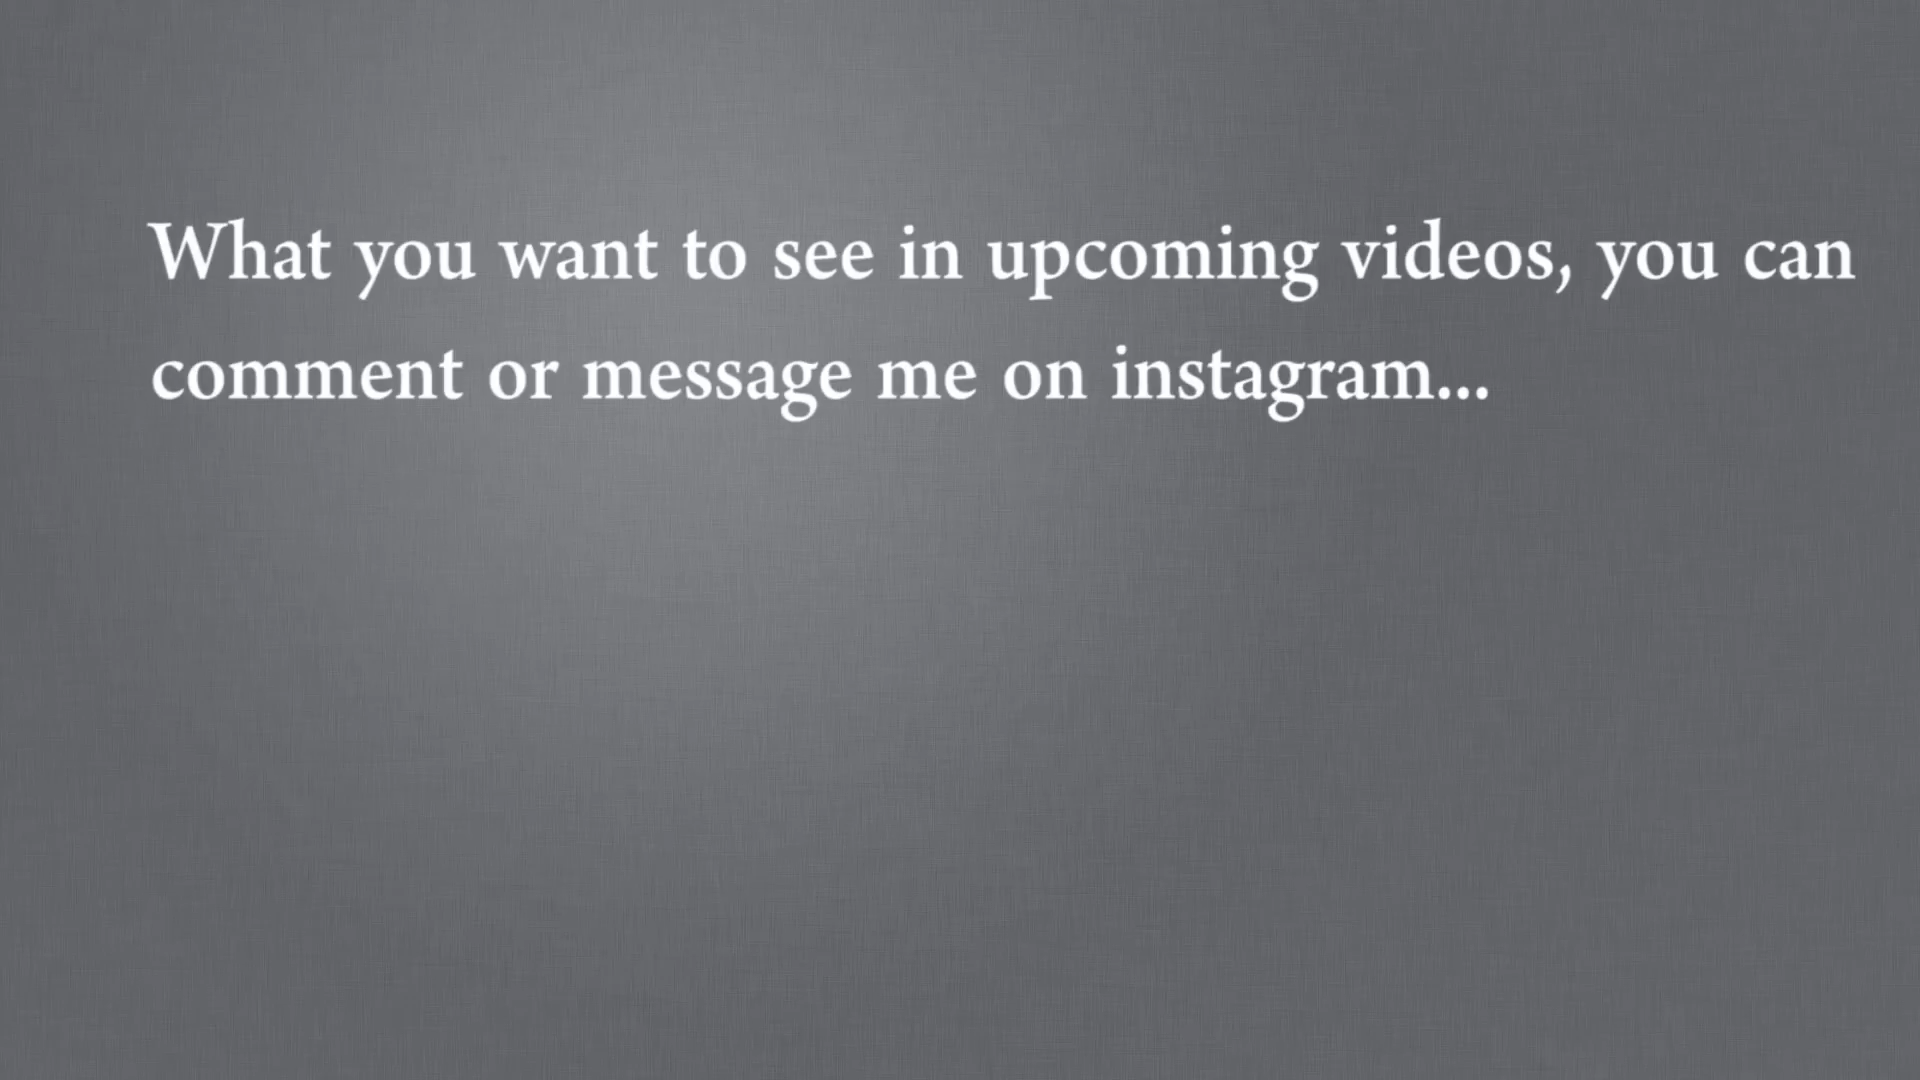 What you want to see in upcoming videos, you can
comment or message me on instagram...